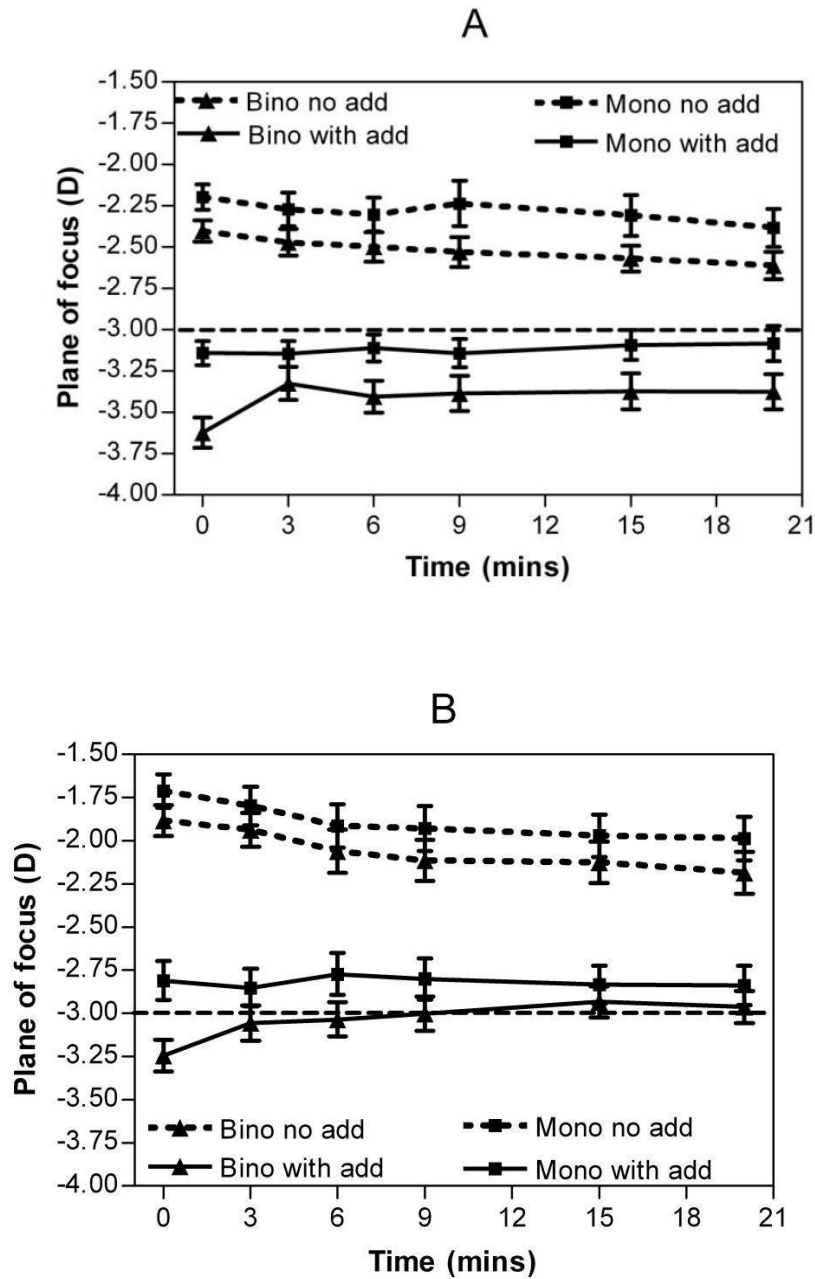 A
-1.50
-1.75
-2.00
-2.25
-2.50
-2.75
-3.00
-3.25
-3.50
-3.75
-4.00
Plane of focus (D)
Bino no add
Mono no add
Bino with add
Mono with add
0 3 6 9 12 15 18 21
Time (mins)
B
-1.50
-1.75
-2.00
-2.25
-2.50
-2.75
-3.00
-3.25
-3.50
-3.75
-4.00
Plane of focus (D)
Bino no add
Mono no add
Bino with add
Mono with add
0 3 6 9 12 15 18 21
Time (mins)